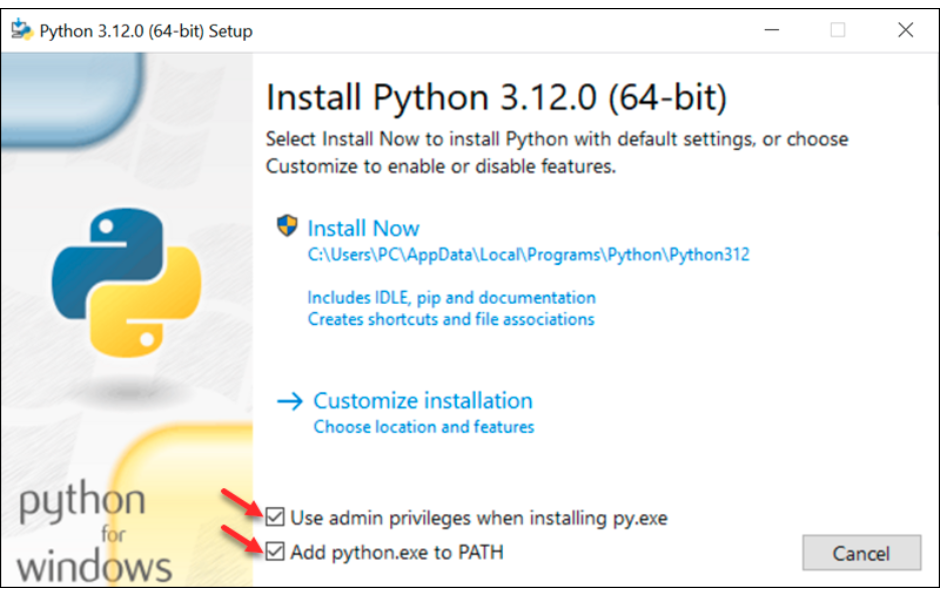 Python 3.12.0 (64-bit) Setup
Install Python 3.12.0 (64-bit)
Select Install Now to install Python with default settings, or choose
Customize to enable or disable features.
Install Now
C:\Users\PC\AppData\Local\Programs\Python\Python312
Includes IDLE, pip and documentation
Creates shortcuts and file associations
Customize installation
Choose location and features
python
for
windows
Use admin privileges when installing py.exe
Add python.exe to PATH
Cancel